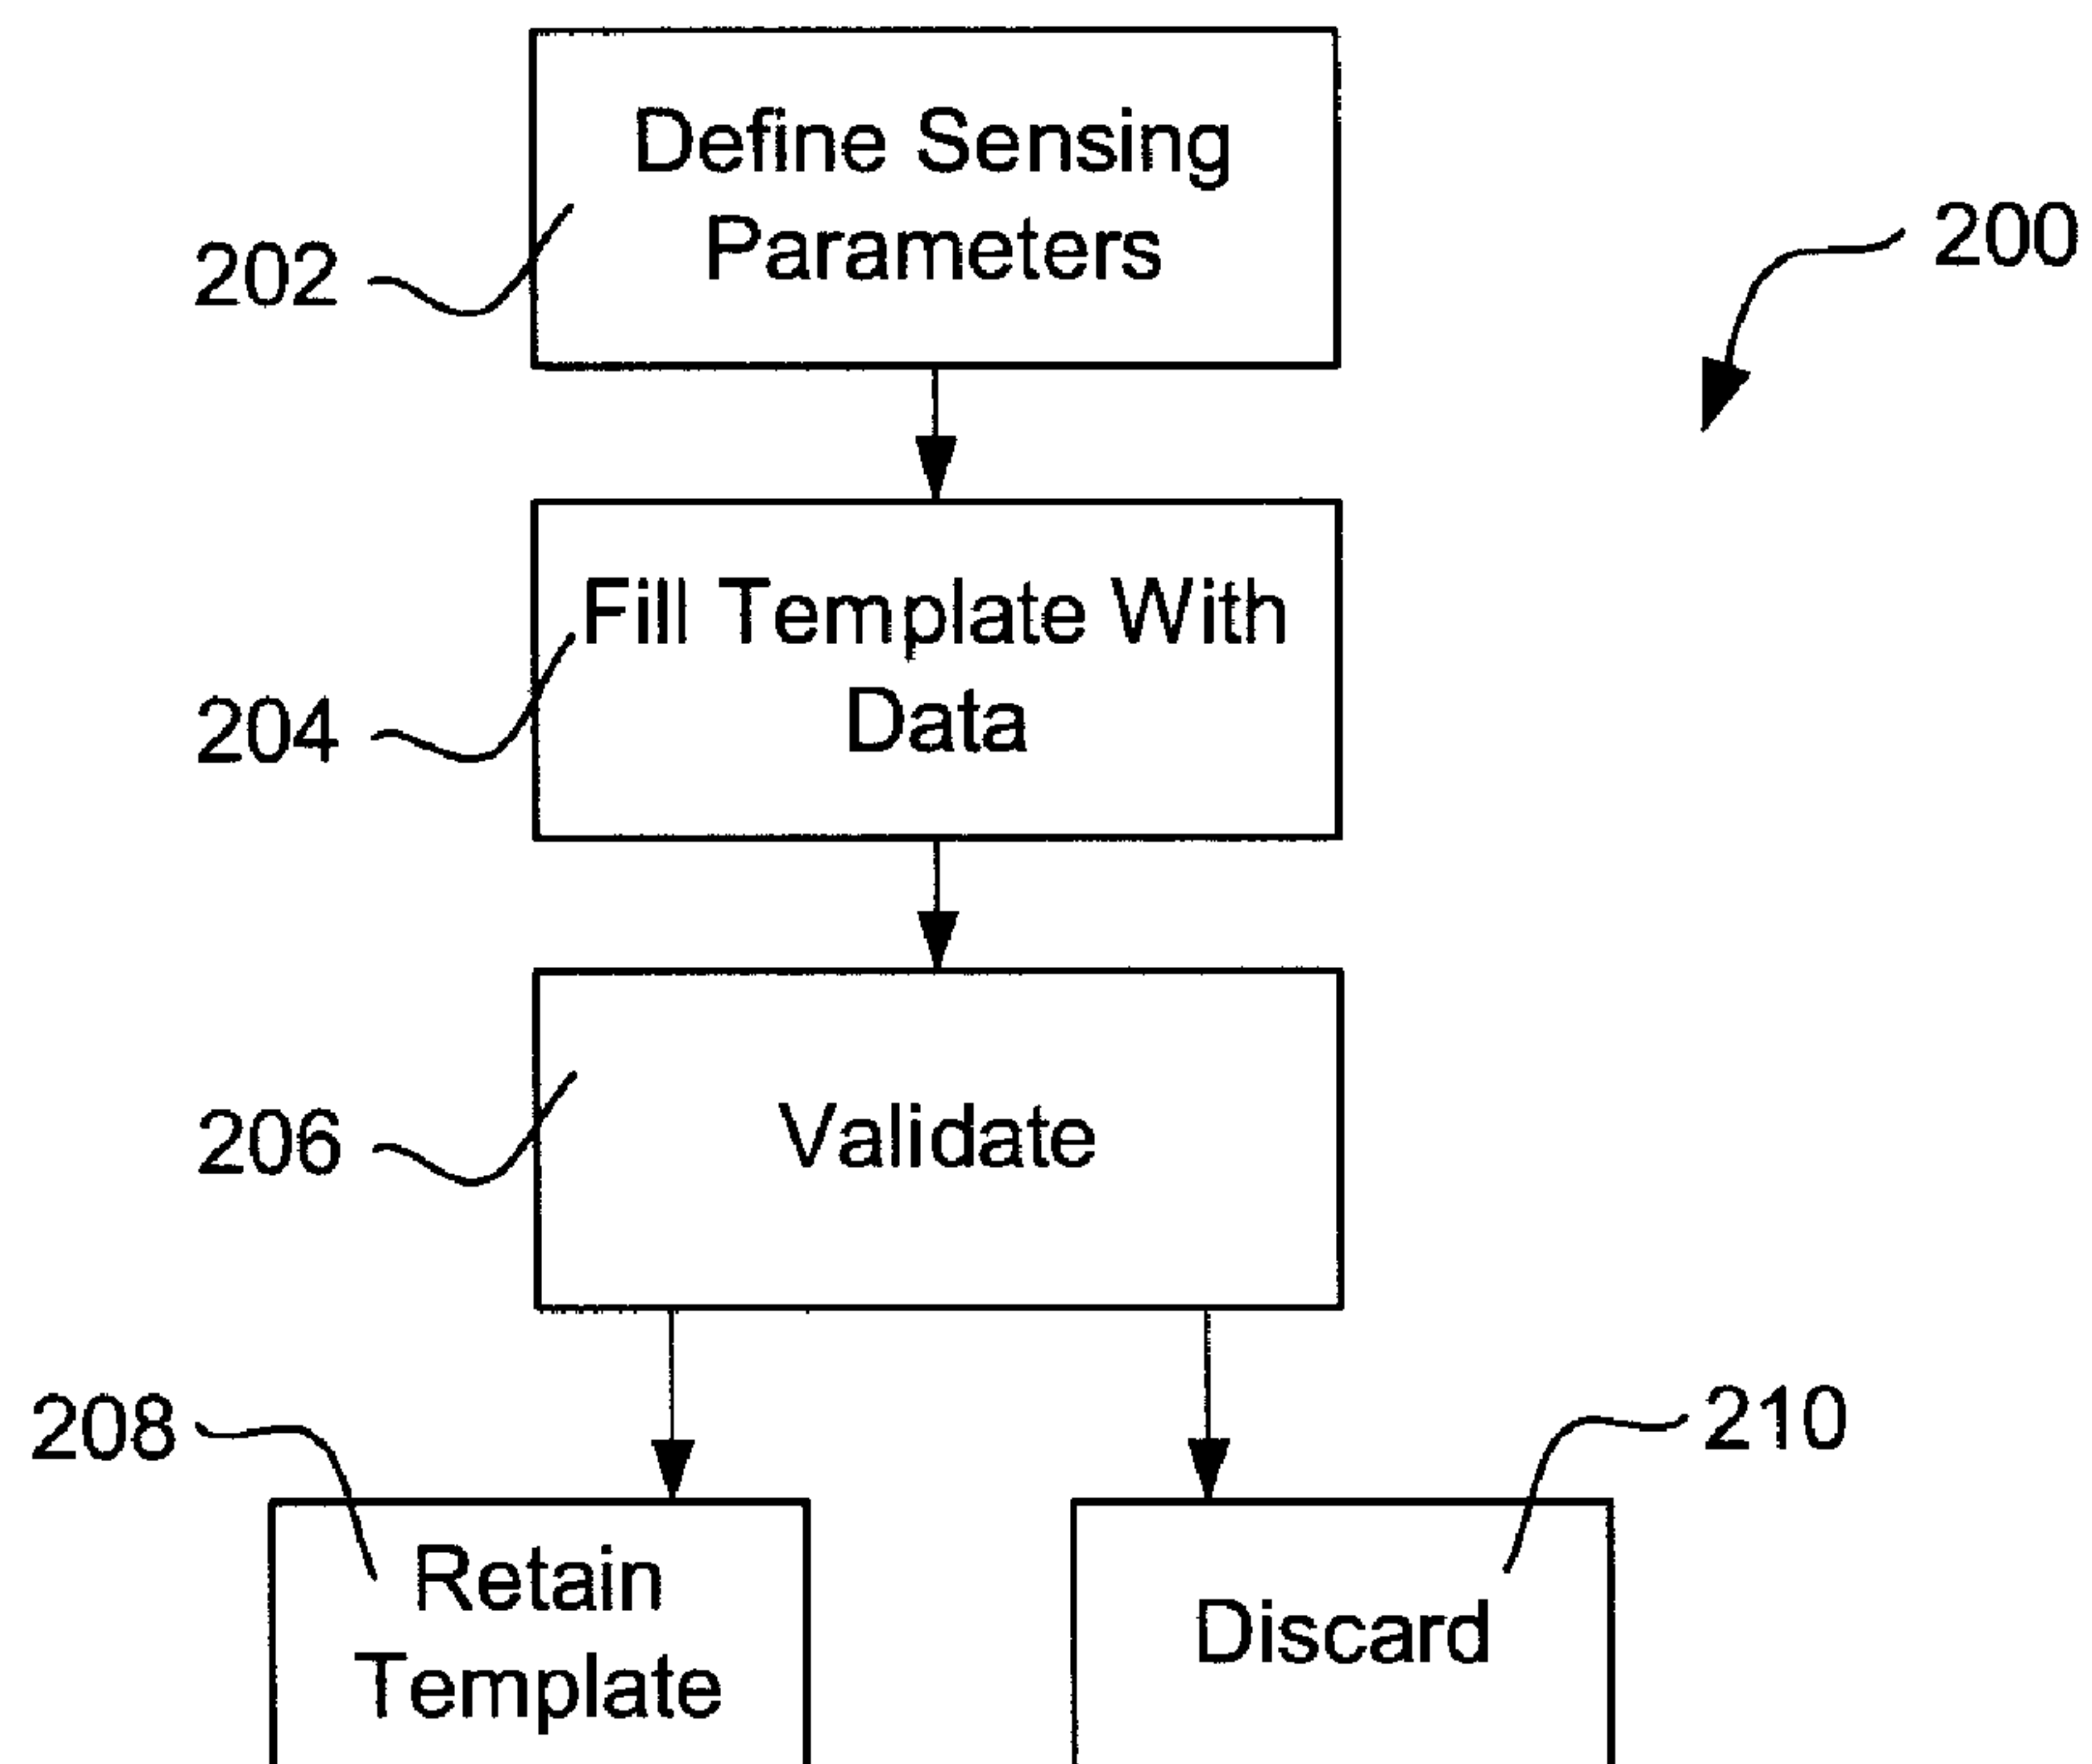 Define Sensing
Parameters
202
200
Fill Template With
Data
204
Validate
206
208
210
Retain
Template
Discard